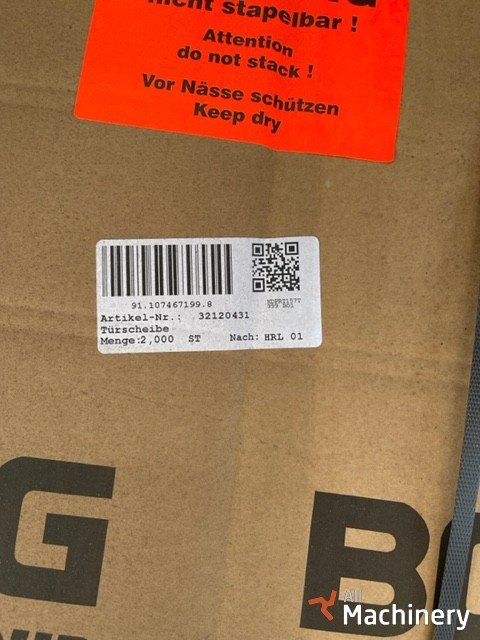 nicht stapelbar !
Attention
do not stack !
Vor Nässe schützen
Keep dry
91.107467199.8
Artikel-Nr.: 32120431
Türscheibe
Menge:2,000 ST Nach: HRL 01
G BO
All
Machinery